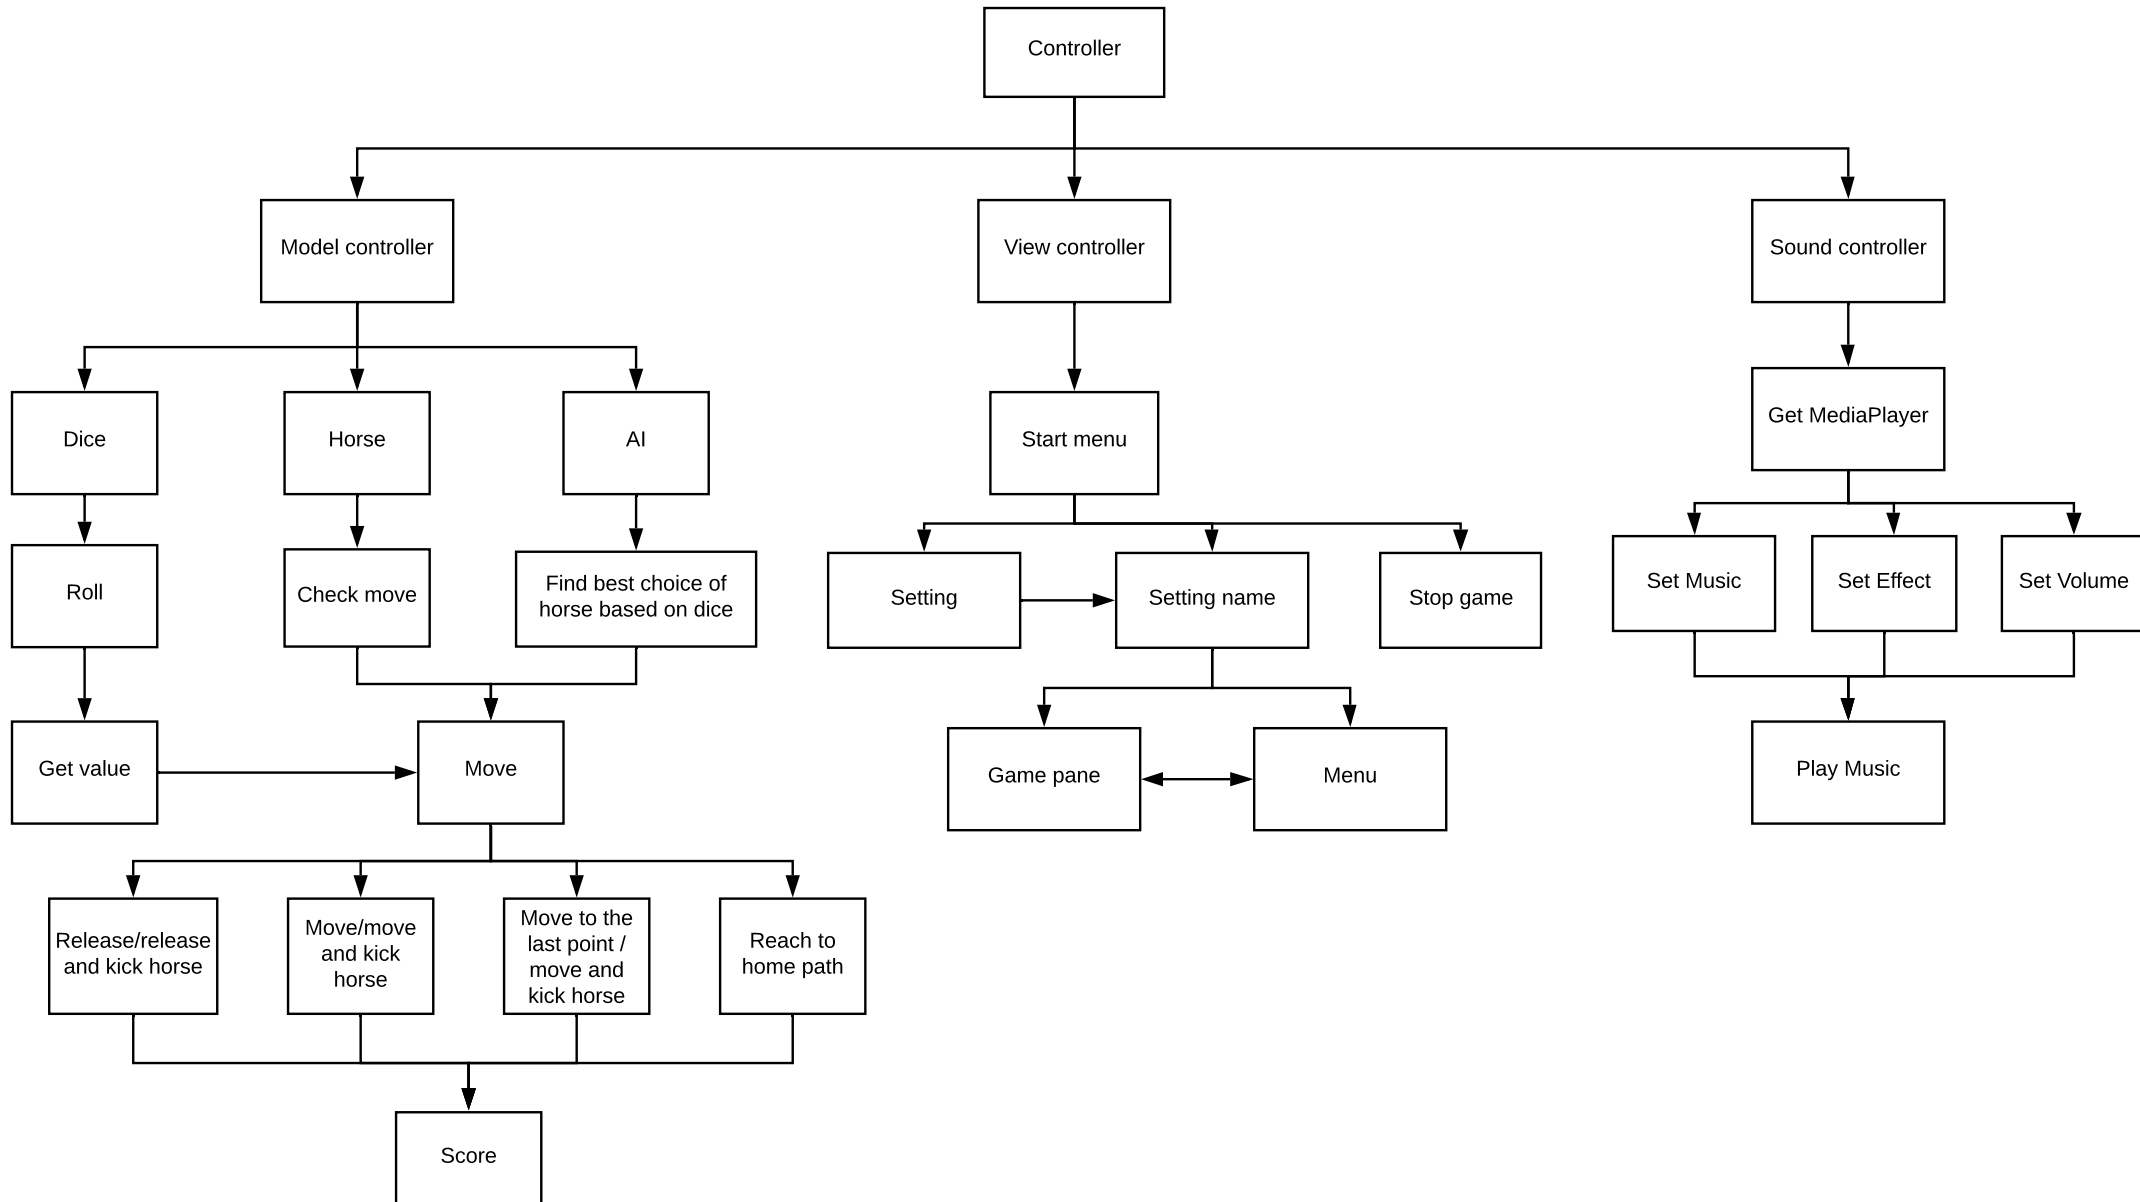 Controller
Model controller
View controller
Sound controller
Get MediaPlayer
Dice
Horse
AI
Start menu
Set Music
Set Effect
Set Volume
Roll
Check move
Find best choice of
horse based on dice
Setting
Setting name
Stop game
Get value
Move
Game pane
Menu
Play Music
Release/release
and kick horse
Move/move
and kick
horse
Move to the
last point /
move and
kick horse
Reach to
home path
Score